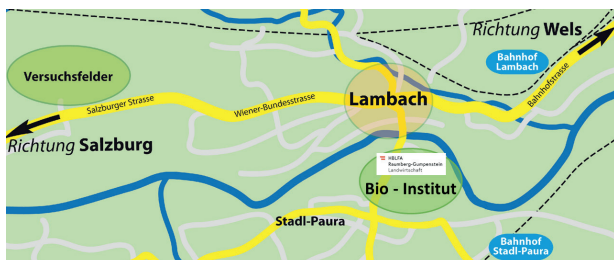 Richtung Wels
Bahnhof
Lambach
Versuchsfelder
Bahnhofstrasse
Salzburger Strasse
Wiener-Bundesstrasse
Lambach
Richtung Salzburg
HBLFA
Raumberg-Gumpenstein
Landwirtschaft
Bio - Institut
Stadl-Paura
Bahnhof
Stadl-Paura